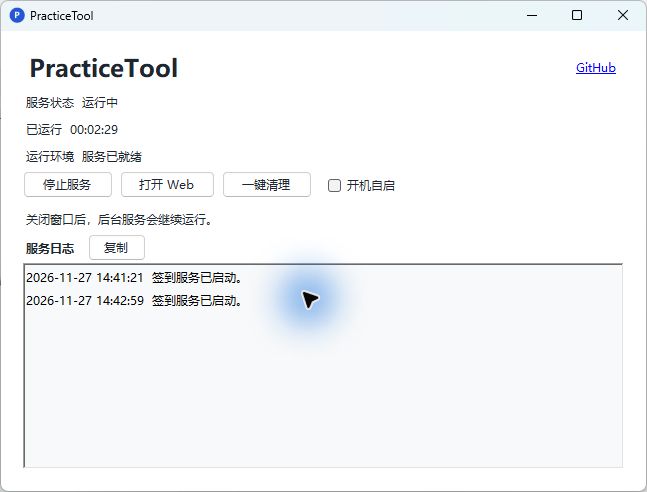 P PracticeTool
PracticeTool
GitHub
服务状态 运行中
已运行 00:02:29
运行环境 服务已就绪
停止服务 打开 Web 一键清理 开机自启
关闭窗口后，后台服务会继续运行。
服务日志 复制
2026-11-27 14:41:21 签到服务已启动。
2026-11-27 14:42:59 签到服务已启动。